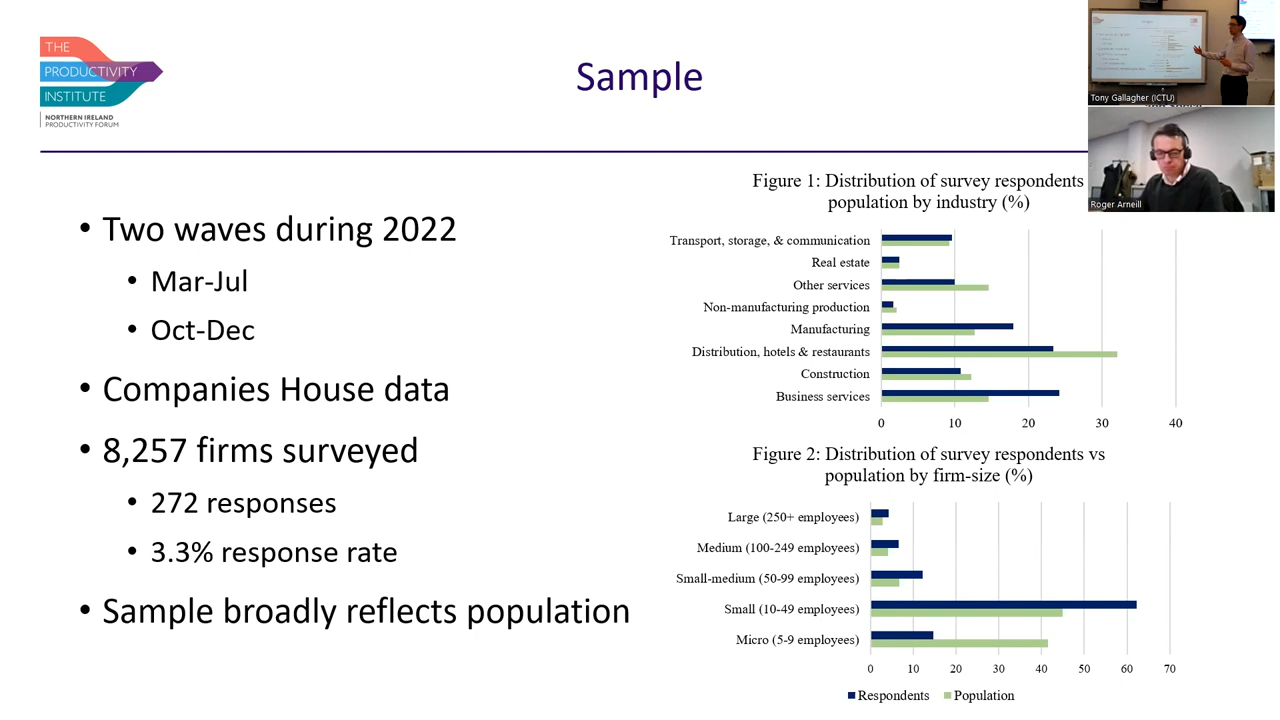 THE
PRODUCTIVITY
INSTITUTE
NORTHERN IRELAND
PRODUCTIVITY FORUM
Sample
• Two waves during 2022
• Mar-Jul
• Oct-Dec
• Companies House data
• 8,257 firms surveyed
• 272 responses
• 3.3% response rate
• Sample broadly reflects population
Figure 1: Distribution of survey respondents
population by industry (%)
Transport, storage, & communication
Real estate
Other services
Non-manufacturing production
Manufacturing
Distribution, hotels & restaurants
Construction
Business services
0 10 20 30 40
Figure 2: Distribution of survey respondents vs
population by firm-size (%)
Large (250+ employees)
Medium (100-249 employees)
Small-medium (50-99 employees)
Small (10-49 employees)
Micro (5-9 employees)
0 10 20 30 40 50 60 70
Respondents Population
Tony Gallagher (ICTU)
Roger Arneill